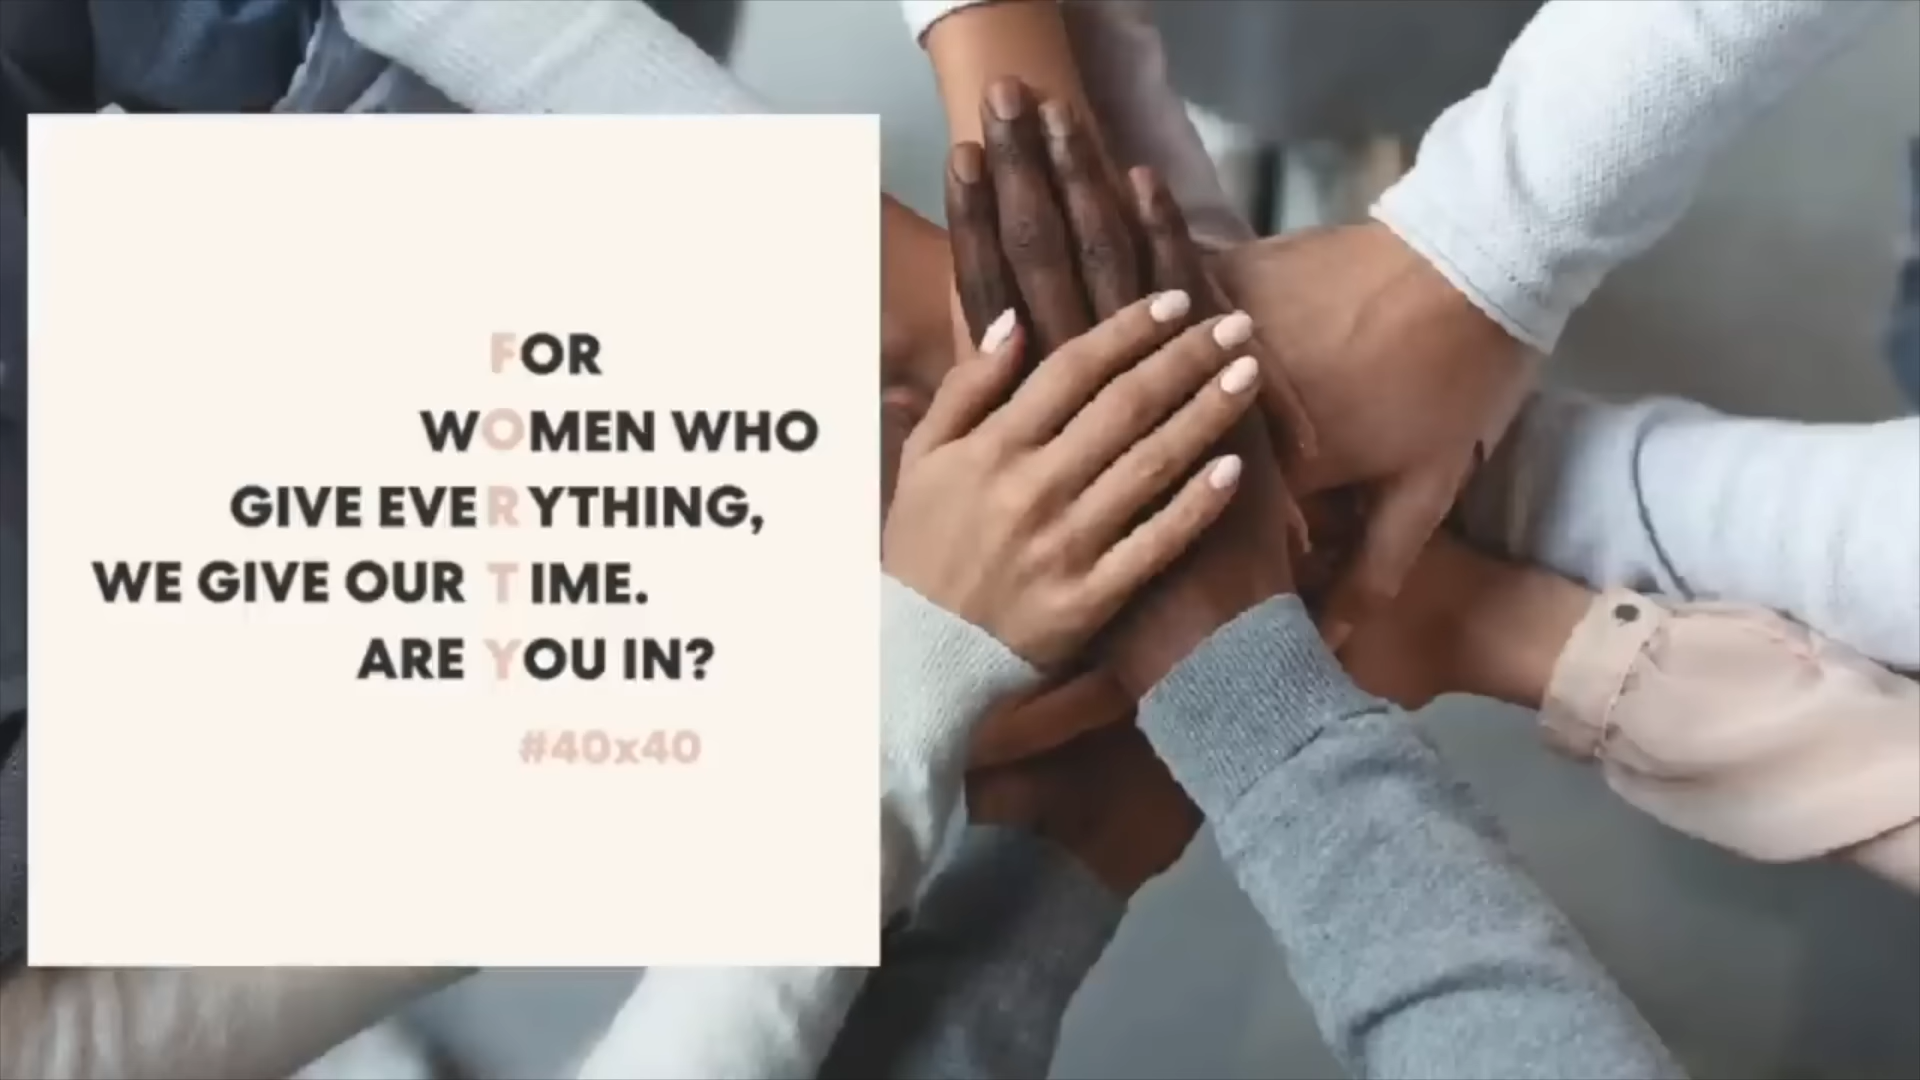 FOR
WOMEN WHO
GIVE EVERYTHING,
WE GIVE OUR TIME.
ARE YOU IN?
#40x40